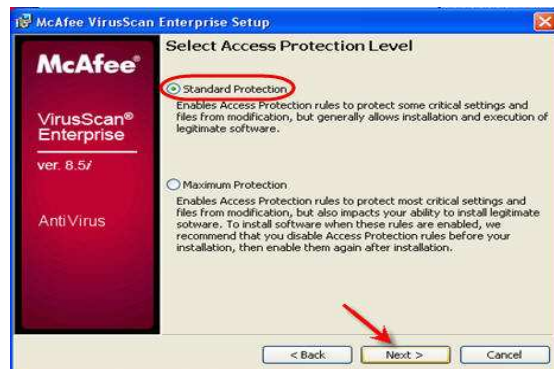 McAfee VirusScan Enterprise Setup
McAfee®
VirusScan®
Enterprise
ver. 8.5i
AntiVirus
Select Access Protection Level
Standard Protection
Enables Access Protection rules to protect some critical settings and
files from modification, but generally allows installation and execution of
legitimate software.
Maximum Protection
Enables Access Protection rules to protect most critical settings and
files from modification, but also impacts your ability to install legitimate
sotware. To install software when these rules are enabled, we
recommend that you disable Access Protection rules before your
installation, then enable them again after installation.
< Back
Next >
Cancel